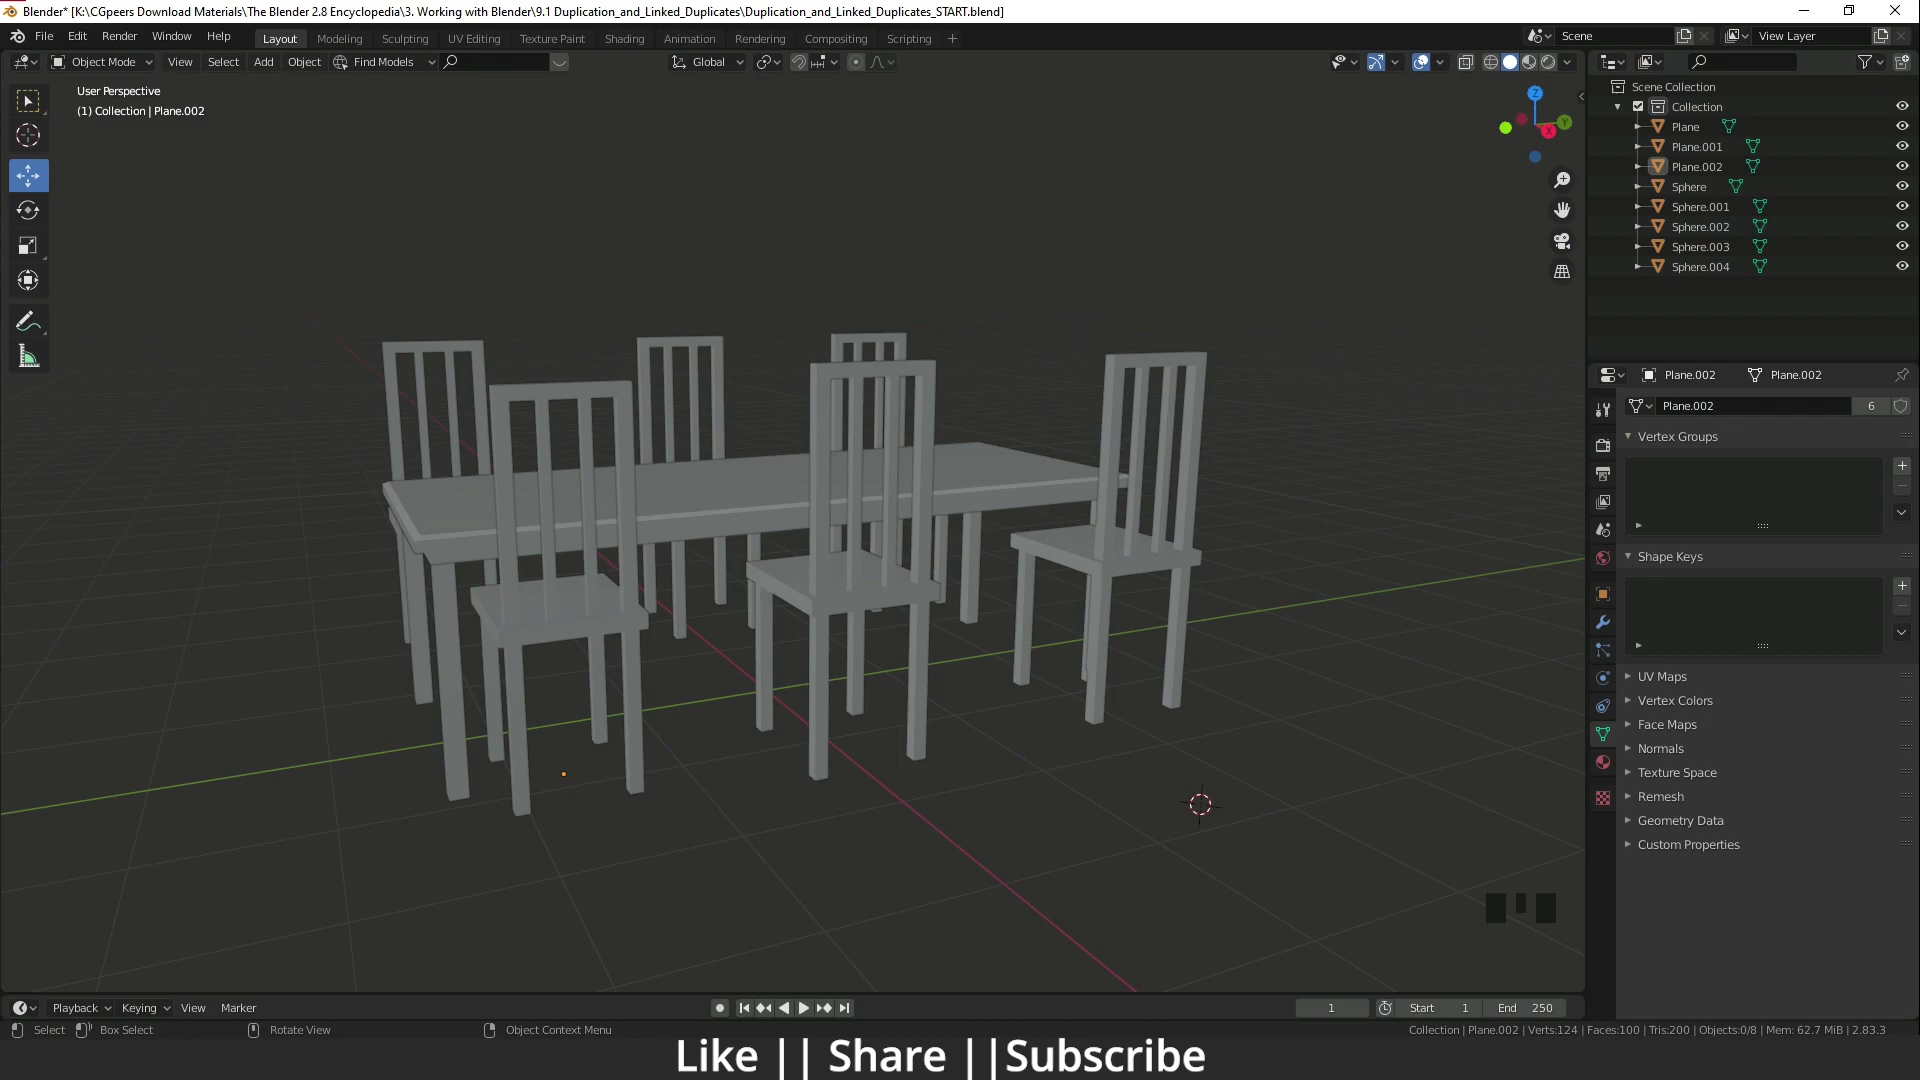 Blender* [K:\CGpeers Download Materials\The Blender 2.8 Encyclopedia\3. Working with Blender\9.1 Duplication_and_Linked_Duplicates\Duplication_and_Linked_Duplicates_START.blend]
File Edit Render Window Help Layout Modeling Sculpting UV Editing Texture Paint Shading Animation Rendering Compositing Scripting + Scene View Layer
Object Mode View Select Add Object Find Models Global
User Perspective
(1) Collection | Plane.002
Z
Y
X
Scene Collection
Collection
Plane
Plane.001
Plane.002
Sphere
Sphere.001
Sphere.002
Sphere.003
Sphere.004
Plane.002 Plane.002
Plane.002 6
Vertex Groups
Shape Keys
UV Maps
Vertex Colors
Face Maps
Normals
Texture Space
Remesh
Geometry Data
Custom Properties
Playback Keying View Marker 1 Start 1 End 250
Select Box Select Rotate View Object Context Menu Collection | Plane.002 | Verts:124 | Faces:100 | Tris:200 | Objects:0/8 | Mem: 62.7 MiB | 2.83.3
Like || Share ||Subscribe